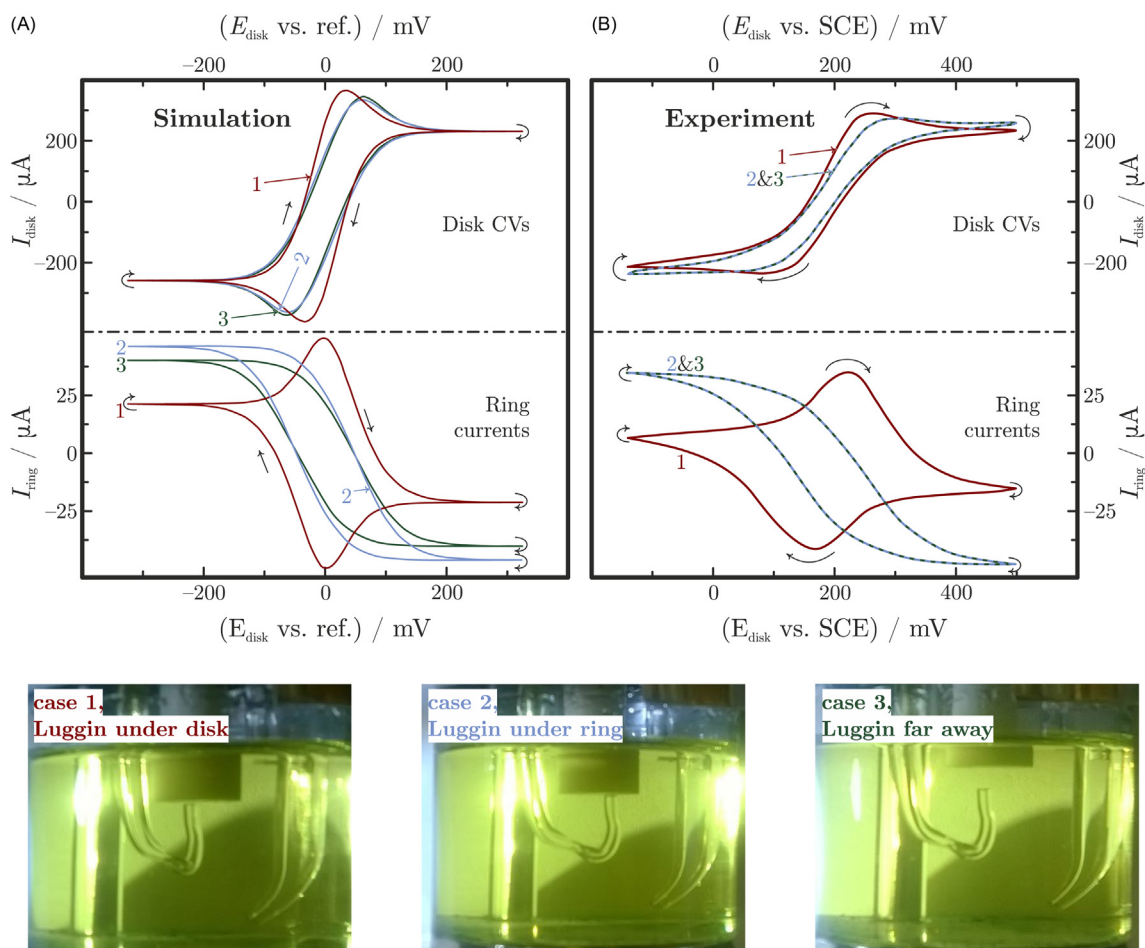 (A)
(E_disk vs. ref.) / mV
−200 0 200
Simulation
200
0
−200
I_disk / µA
1
2
3
Disk CVs
2
3
1
25
0
−25
I_ring / µA
Ring
currents
2
−200 0 200
(E_disk vs. ref.) / mV
(B)
(E_disk vs. SCE) / mV
0 200 400
Experiment
1
2&3
Disk CVs
200
0
−200
I_disk / µA
2&3
Ring
currents
1
25
0
−25
I_ring / µA
0 200 400
(E_disk vs. SCE) / mV
case 1,
Luggin under disk
case 2,
Luggin under ring
case 3,
Luggin far away